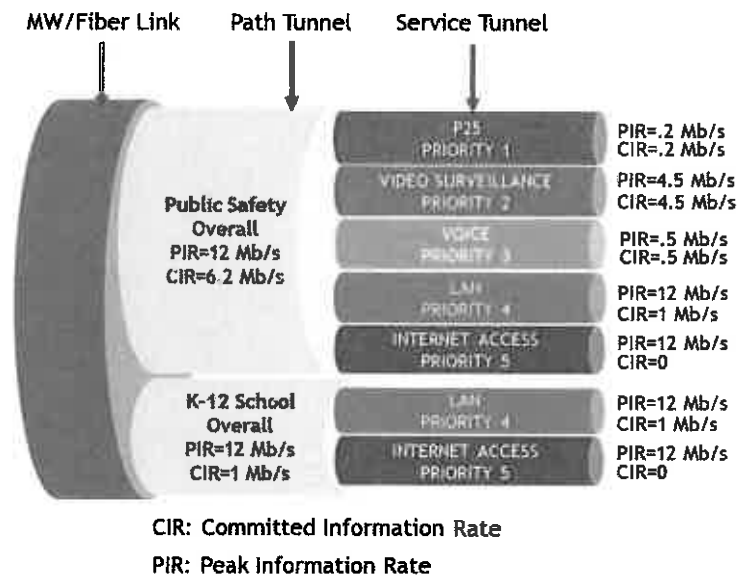 MW/Fiber Link
Path Tunnel
Service Tunnel
Public Safety
Overall
PIR=12 Mb/s
CIR=6.2 Mb/s
P25
PRIORITY 1
PIR=.2 Mb/s
CIR=.2 Mb/s
VIDEO SURVEILLANCE
PRIORITY 2
PIR=4.5 Mb/s
CIR=4.5 Mb/s
VOICE
PRIORITY 3
PIR=.5 Mb/s
CIR=.5 Mb/s
LAN
PRIORITY 4
PIR=12 Mb/s
CIR=1 Mb/s
INTERNET ACCESS
PRIORITY 5
PIR=12 Mb/s
CIR=0
K-12 School
Overall
PIR=12 Mb/s
CIR=1 Mb/s
LAN
PRIORITY 4
PIR=12 Mb/s
CIR=1 Mb/s
INTERNET ACCESS
PRIORITY 5
PIR=12 Mb/s
CIR=0
CIR: Committed Information Rate
PIR: Peak Information Rate